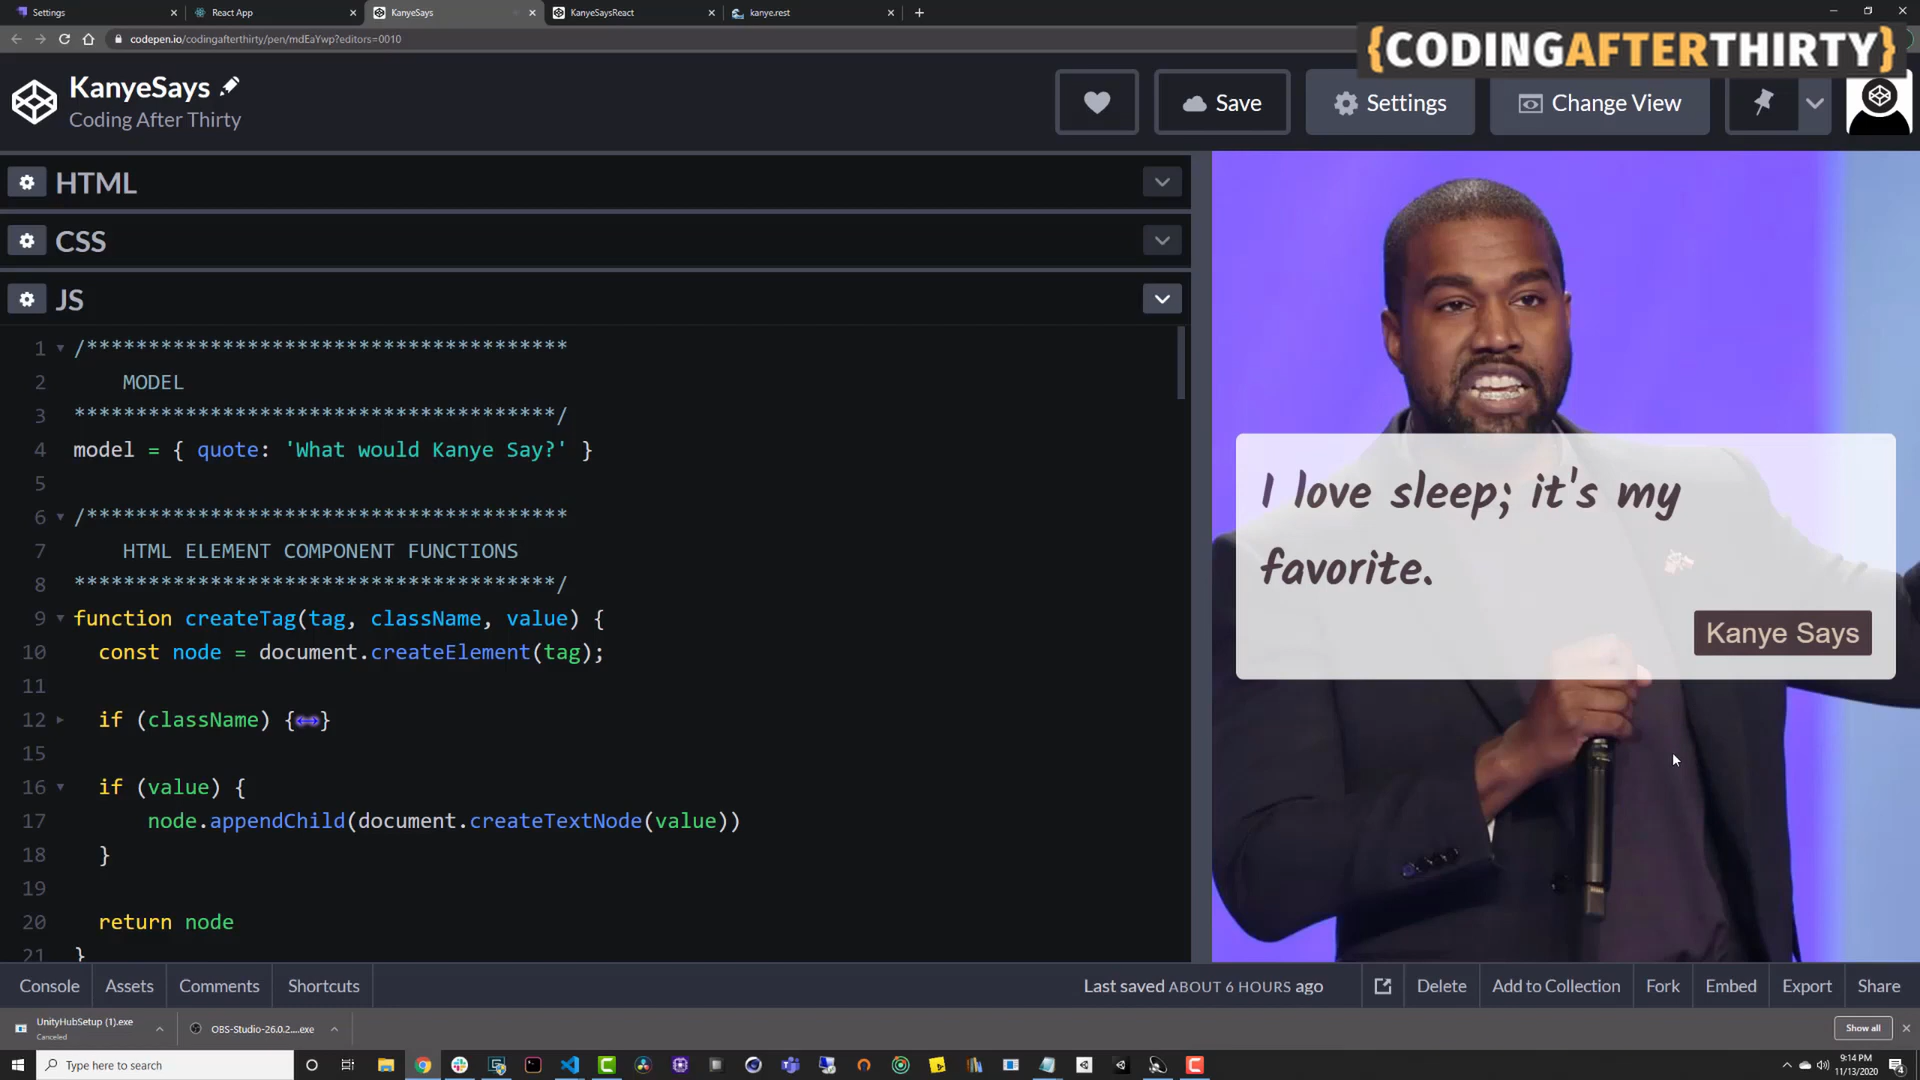 Settings
React App
KanyeSays
KanyeSaysReact
kanye.rest
codepen.io/codingafterthirty/pen/mdEaYwp?editors=0010
{CODINGAFTERTHIRTY}
KanyeSays
Coding After Thirty
Save
Settings
Change View
HTML
CSS
JS
1 /***************************************
2 MODEL
3 ***************************************/
4 model = { quote: 'What would Kanye Say?' }
5
6 /***************************************
7 HTML ELEMENT COMPONENT FUNCTIONS
8 ***************************************/
9 function createTag(tag, className, value) {
10 const node = document.createElement(tag);
11
12 if (className) {↔}
15
16 if (value) {
17 node.appendChild(document.createTextNode(value))
18 }
19
20 return node
21 }
I love sleep; it's my
favorite.
Kanye Says
Console
Assets
Comments
Shortcuts
Last saved ABOUT 6 HOURS ago
Delete
Add to Collection
Fork
Embed
Export
Share
UnityHubSetup (1).exe
Canceled
OBS-Studio-26.0.2....exe
Show all
Type here to search
9:14 PM
11/13/2020